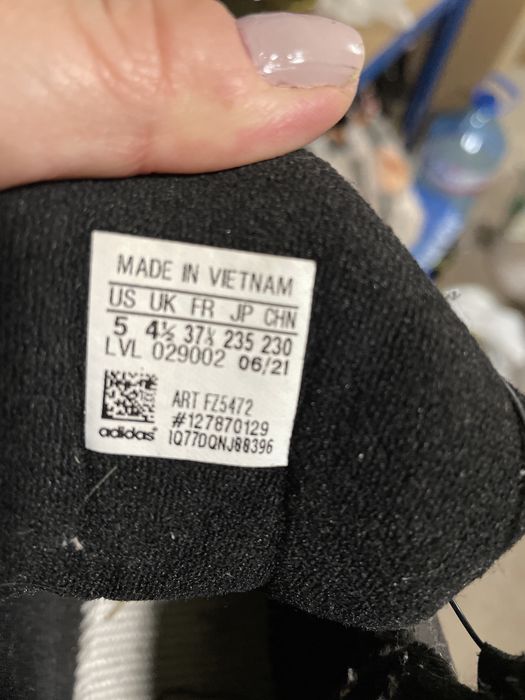 MADE IN VIETNAM
US UK FR JP CHN
5 4½ 37⅓ 235 230
LVL 029002 06/21
ART FZ5472
#127870129
adidas
IQ77DQNJ88396